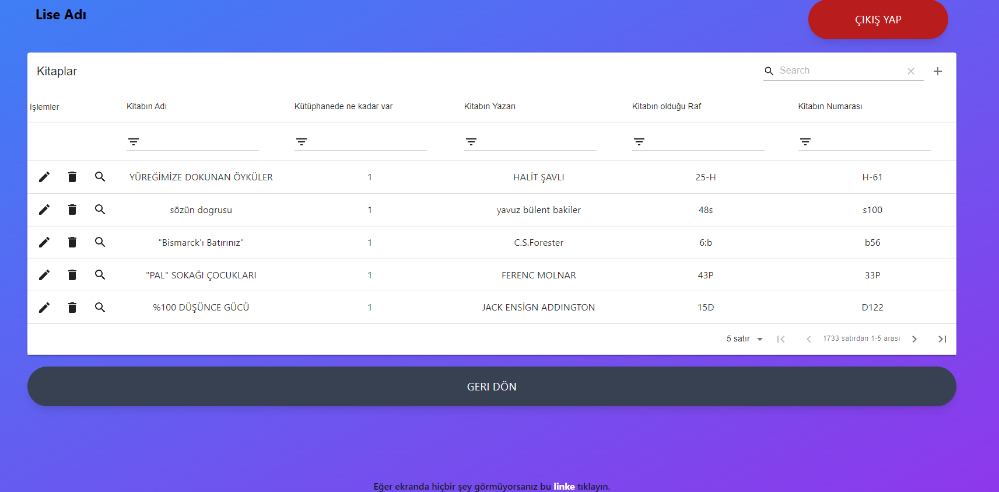 Lise Adı
ÇIKIŞ YAP
Kitaplar
Search
İşlemler Kitabın Adı Kütüphanede ne kadar var Kitabın Yazarı Kitabın olduğu Raf Kitabın Numarası
YÜREĞİMİZE DOKUNAN ÖYKÜLER 1 HALİT ŞAVLI 25-H H-61
sözün dogrusu 1 yavuz bülent bakiler 48s s100
"Bismarck'ı Batırınız" 1 C.S.Forester 6:b b56
"PAL" SOKAĞI ÇOCUKLARI 1 FERENC MOLNAR 43P 33P
%100 DÜŞÜNCE GÜCÜ 1 JACK ENSİGN ADDINGTON 15D D122
5 satır 1733 satırdan 1-5 arası
GERI DÖN
Eğer ekranda hiçbir şey görmüyorsanız bu linke tıklayın.